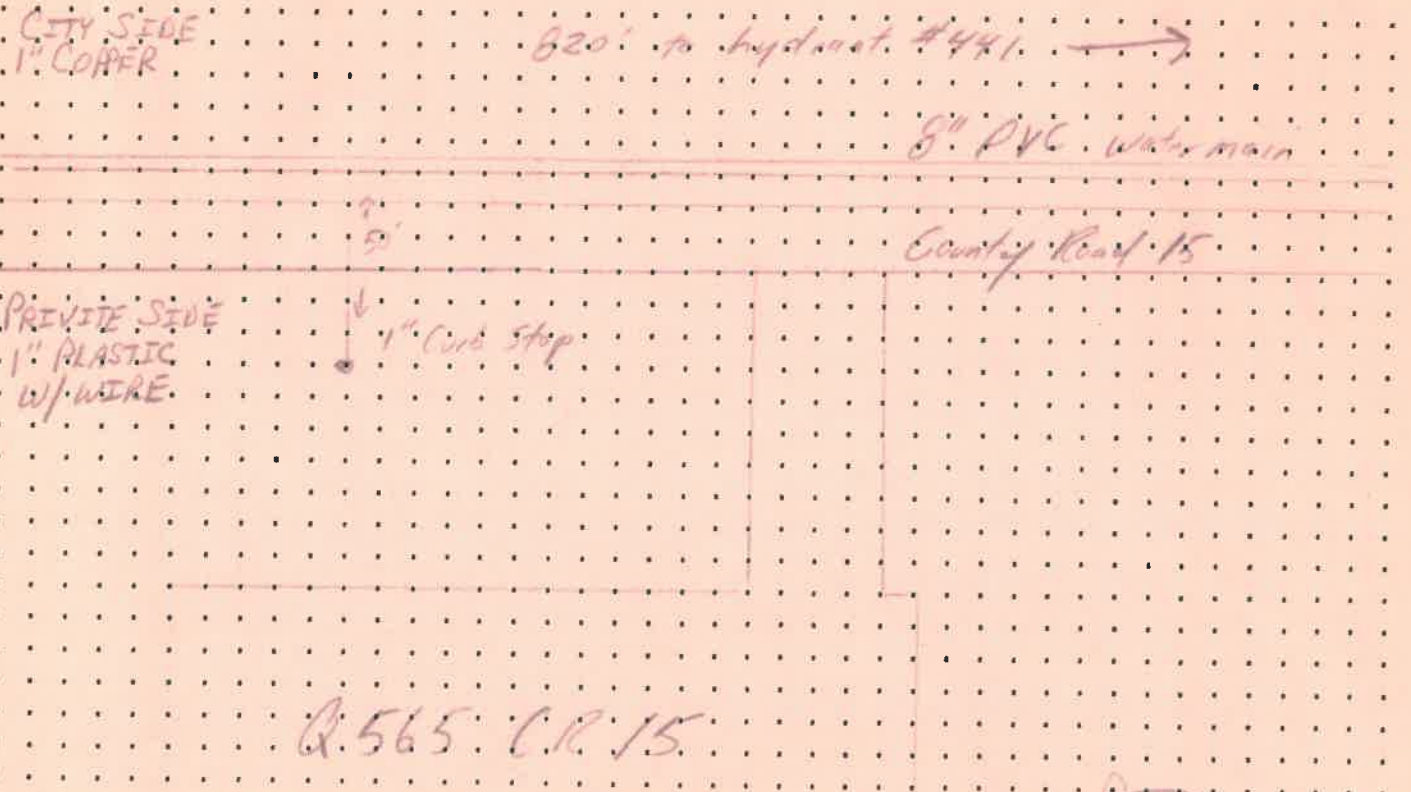 CITY SIDE
1" COPPER
820' to hydrant #441
8" PVC water main
50'
County Road 15
PRIVITE SIDE
1" PLASTIC
W/ WIRE
1" Curb Stop
Q565 CR 15